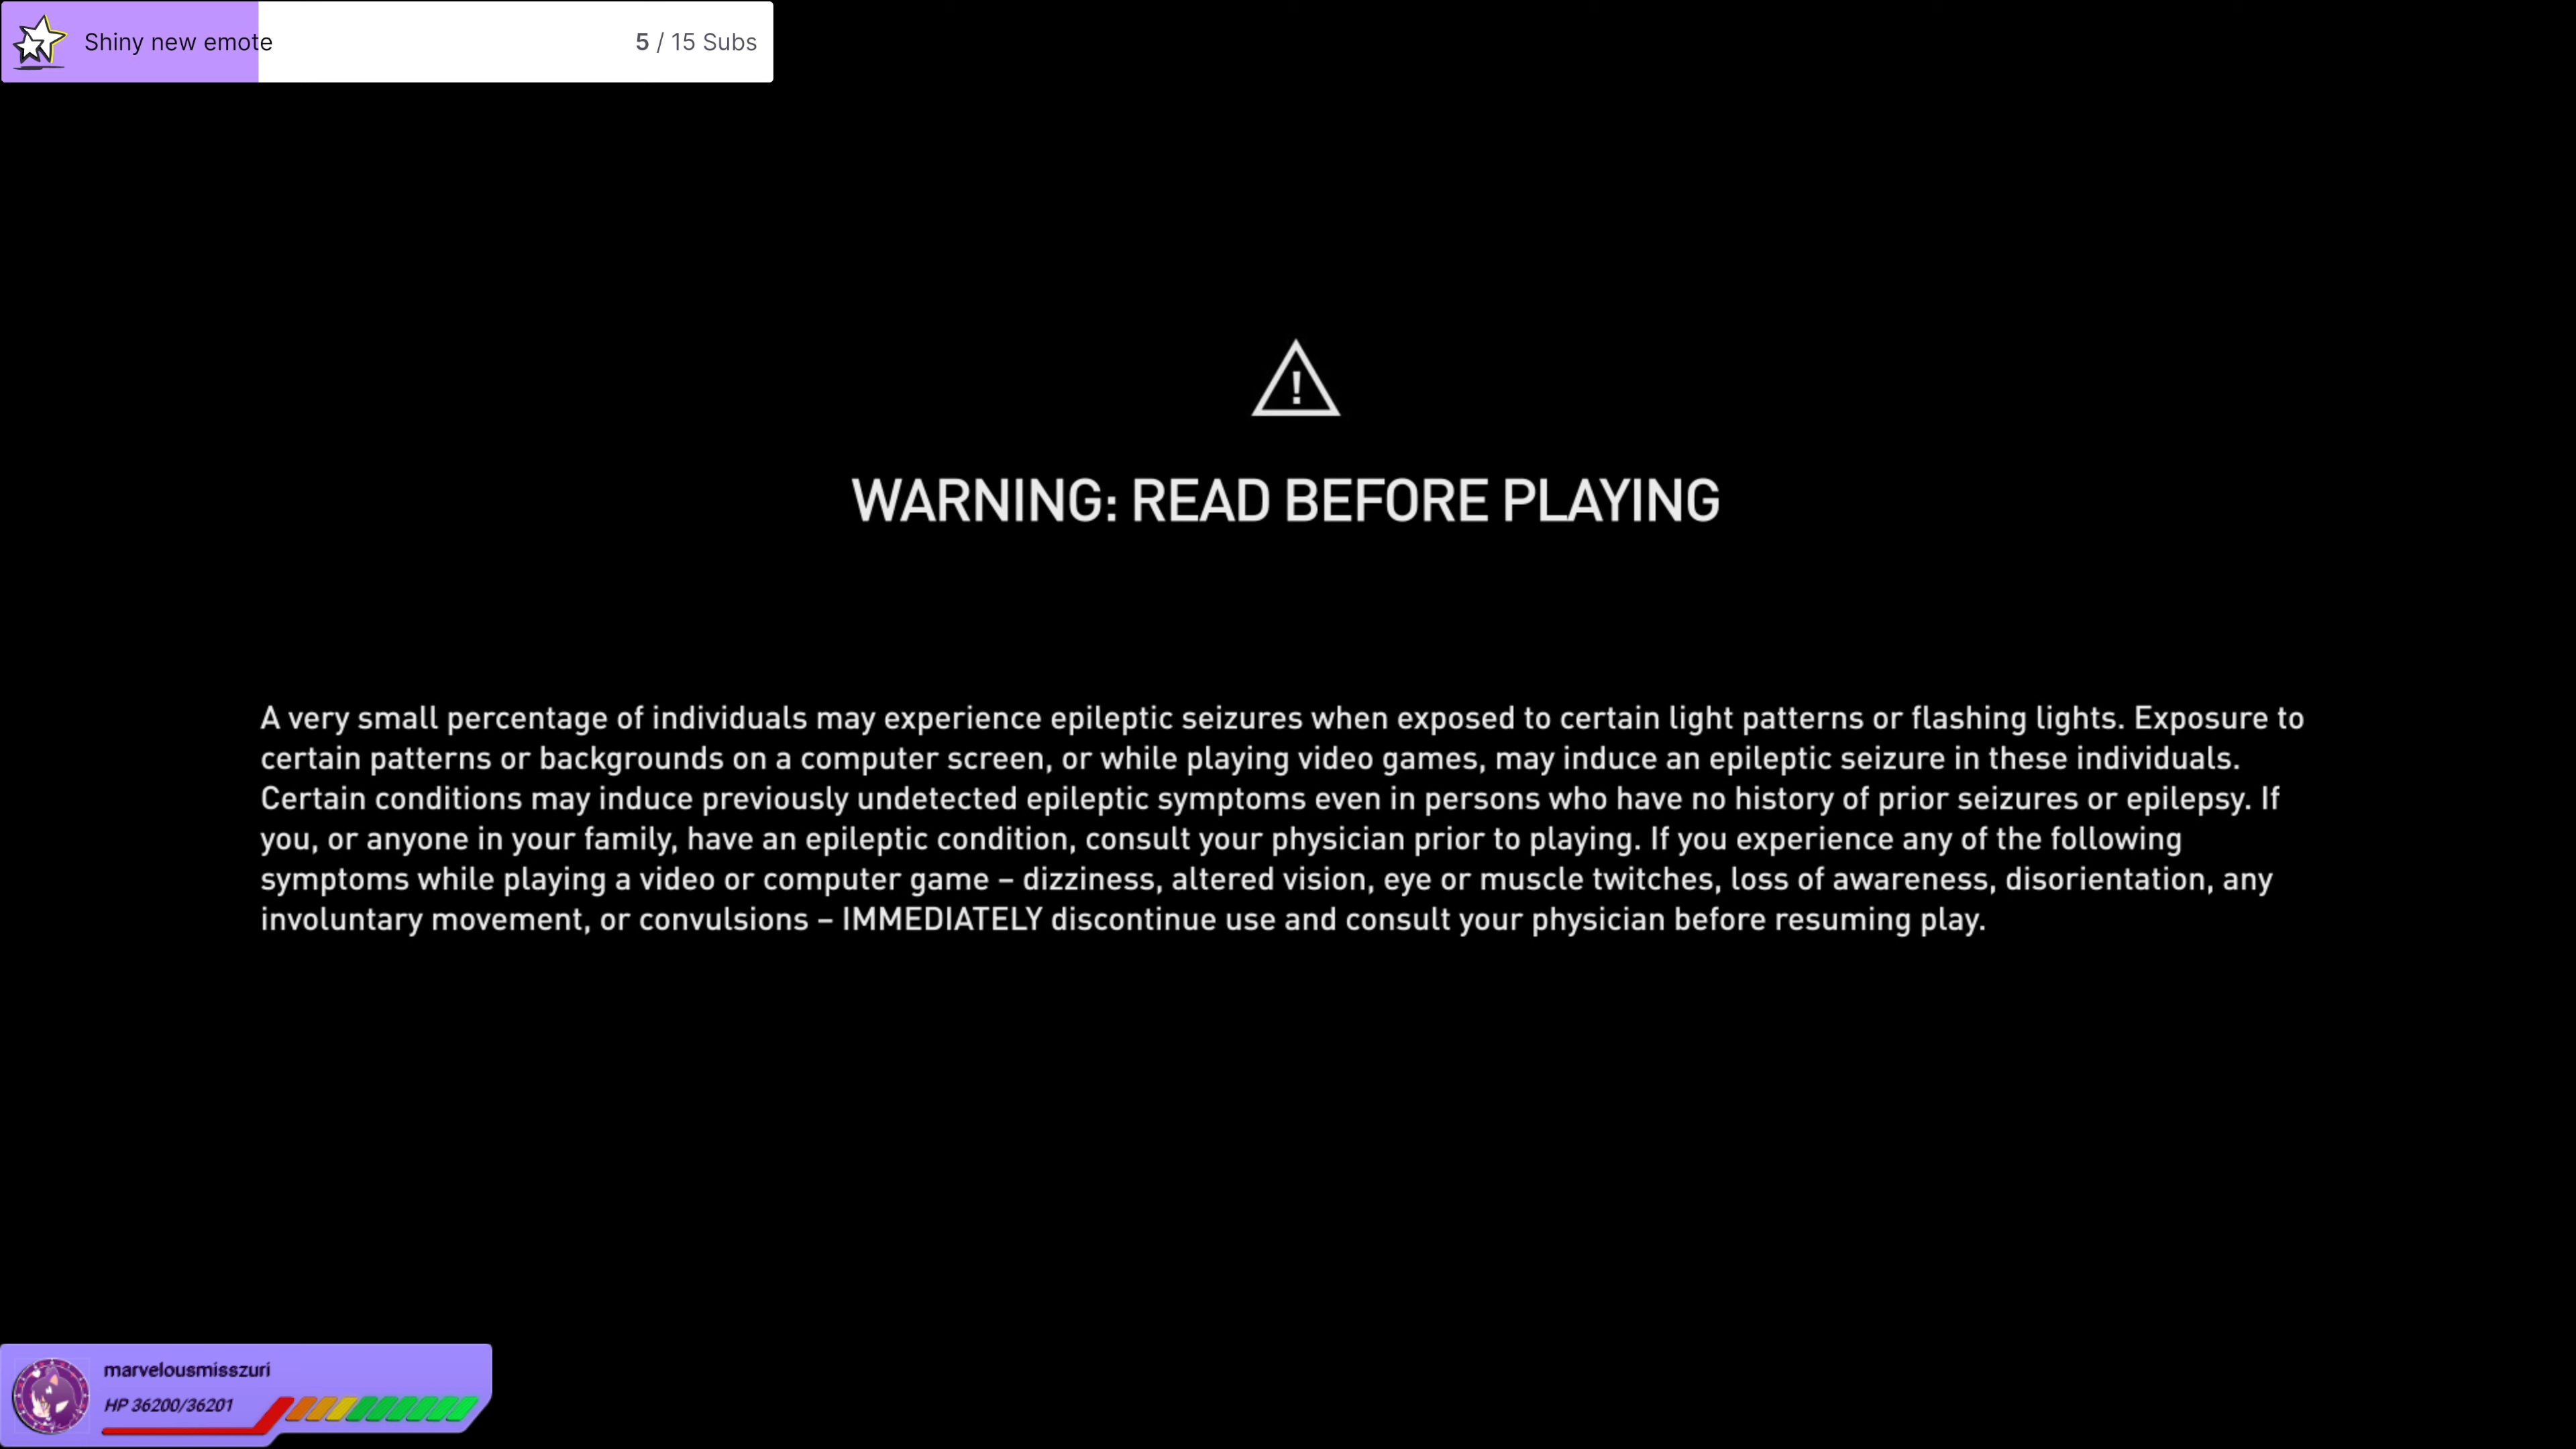 Shiny new emote
5 / 15 Subs
!
WARNING: READ BEFORE PLAYING
A very small percentage of individuals may experience epileptic seizures when exposed to certain light patterns or flashing lights. Exposure to
certain patterns or backgrounds on a computer screen, or while playing video games, may induce an epileptic seizure in these individuals.
Certain conditions may induce previously undetected epileptic symptoms even in persons who have no history of prior seizures or epilepsy. If
you, or anyone in your family, have an epileptic condition, consult your physician prior to playing. If you experience any of the following
symptoms while playing a video or computer game – dizziness, altered vision, eye or muscle twitches, loss of awareness, disorientation, any
involuntary movement, or convulsions – IMMEDIATELY discontinue use and consult your physician before resuming play.
marvelousmisszuri
HP 36200/36201